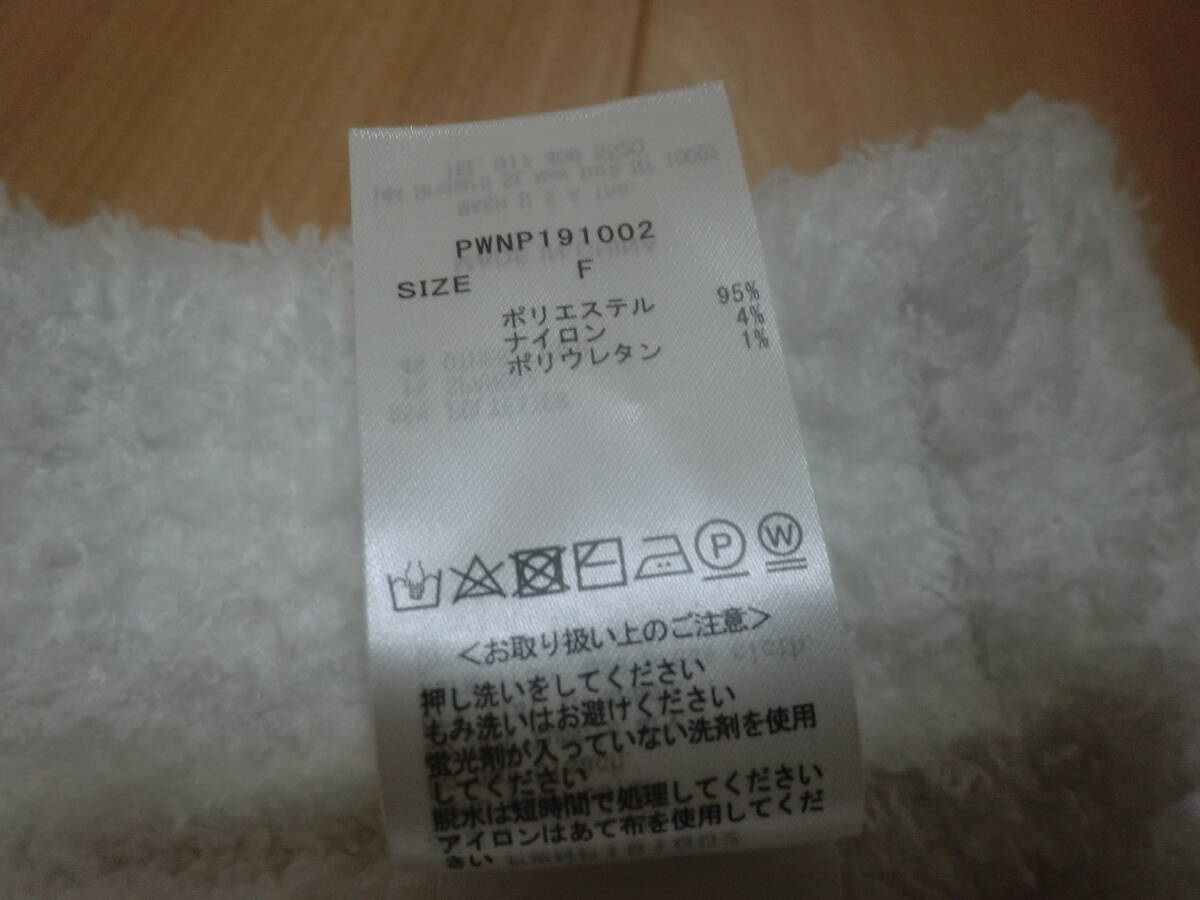 PWNP191002
SIZE F
ポリエステル 95%
ナイロン 4%
ポリウレタン 1%
P W
<お取り扱い上のご注意>
押し洗いをしてください
もみ洗いはお避けください
蛍光剤が入っていない洗剤を使用
してください
脱水は短時間で処理してください
アイロンはあて布を使用してくだ
さい